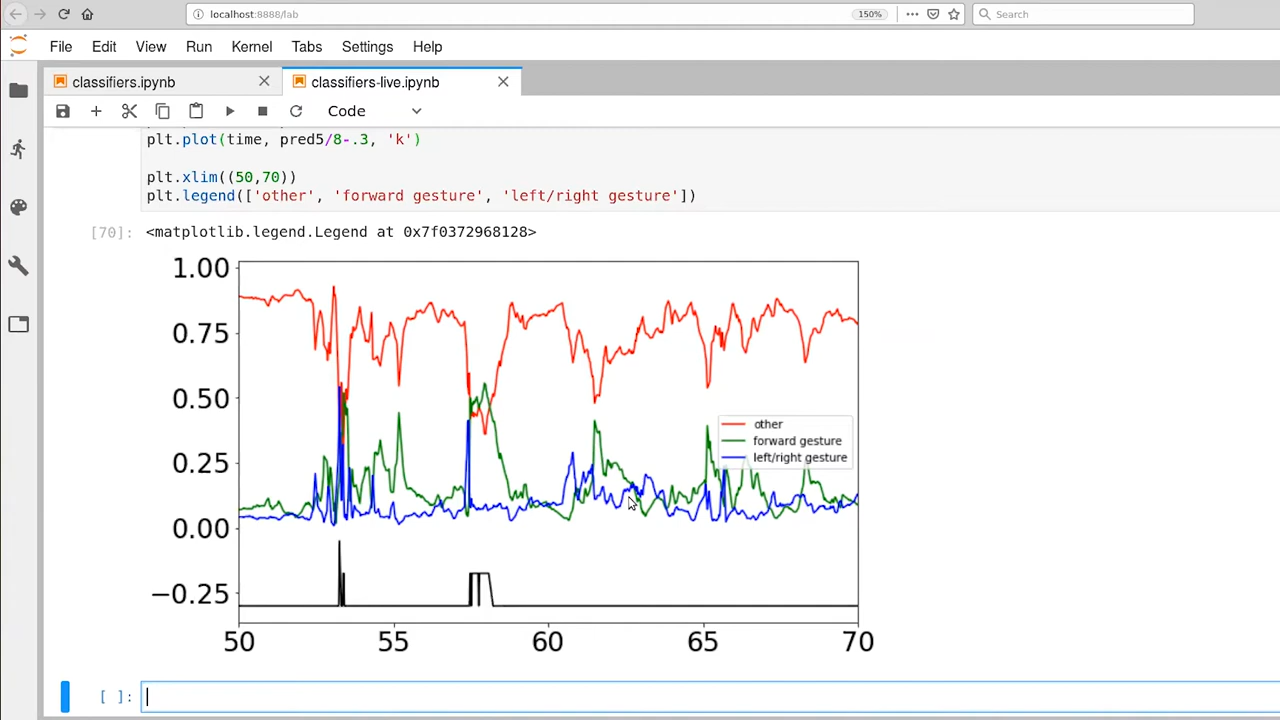 localhost:8888/lab
150%
Search
File Edit View Run Kernel Tabs Settings Help
classifiers.ipynb
classifiers-live.ipynb
Code
plt.plot(time, pred5/8-.3, 'k')
plt.xlim((50,70))
plt.legend(['other', 'forward gesture', 'left/right gesture'])
[70]: <matplotlib.legend.Legend at 0x7f0372968128>
1.00
0.75
0.50
0.25
0.00
−0.25
other
forward gesture
left/right gesture
50 55 60 65 70
[ ]: